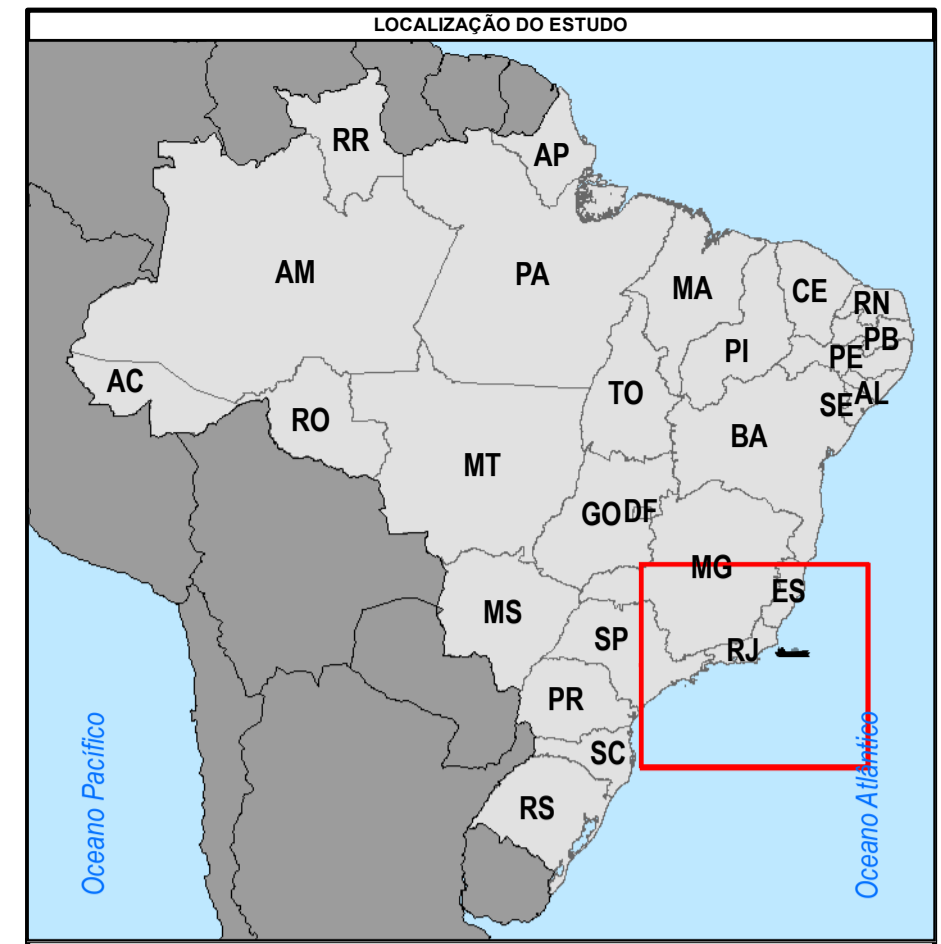 LOCALIZAÇÃO DO ESTUDO
RR
AP
AM
PA
MA
CE
RN
PB
PI
PE
AC
TO
AL
SE
RO
BA
MT
GO
DF
MG
ES
MS
SP
RJ
PR
SC
RS
Oceano Pacífico
Oceano Atlântico